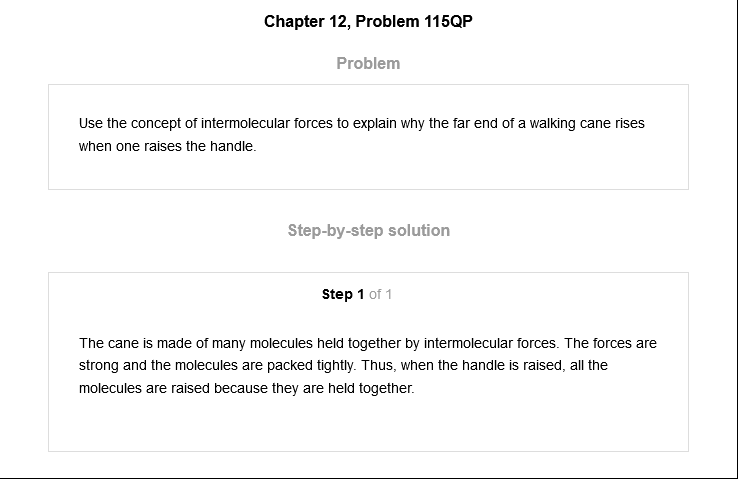 Chapter 12, Problem 115QP
Problem
Use the concept of intermolecular forces to explain why the far end of a walking cane rises
when one raises the handle.
Step-by-step solution
Step 1 of 1
The cane is made of many molecules held together by intermolecular forces. The forces are
strong and the molecules are packed tightly. Thus, when the handle is raised, all the
molecules are raised because they are held together.